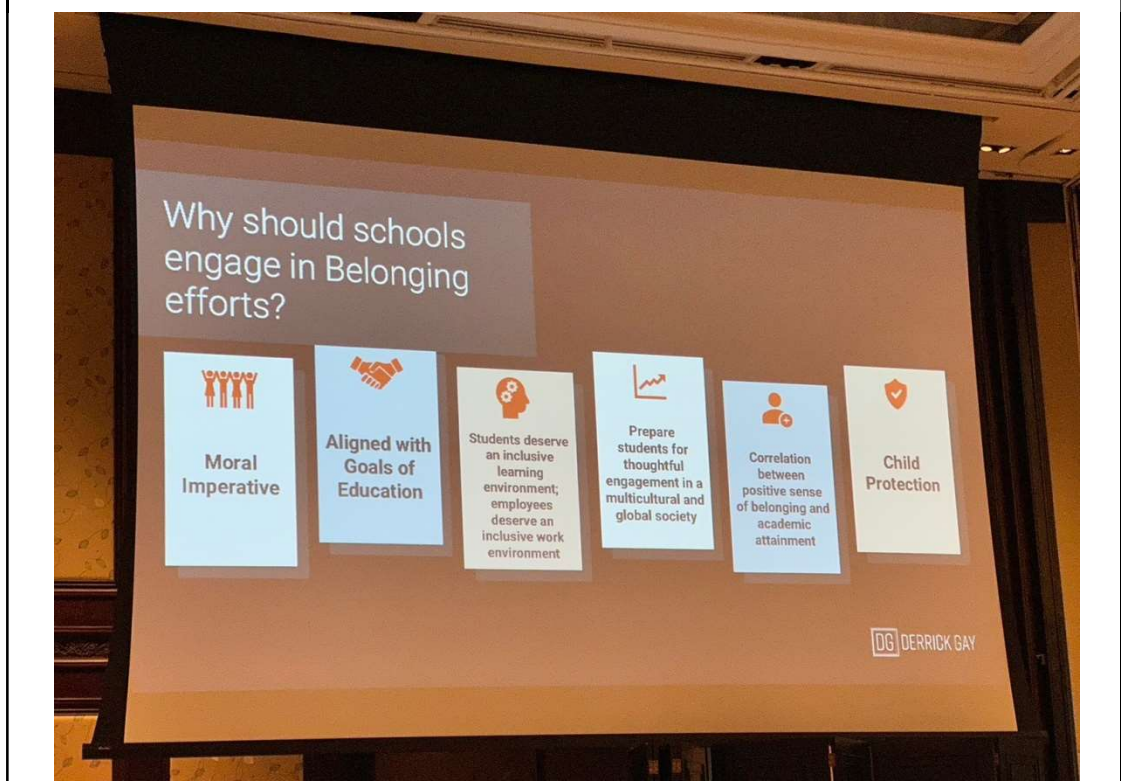 Why should schools
engage in Belonging
efforts?
Moral
Imperative
Aligned with
Goals of
Education
Students deserve
an inclusive
learning
environment;
employees
deserve an
inclusive work
environment
Prepare
students for
thoughtful
engagement in a
multicultural and
global society
Correlation
between
positive sense
of belonging and
academic
attainment
Child
Protection
DG DERRICK GAY